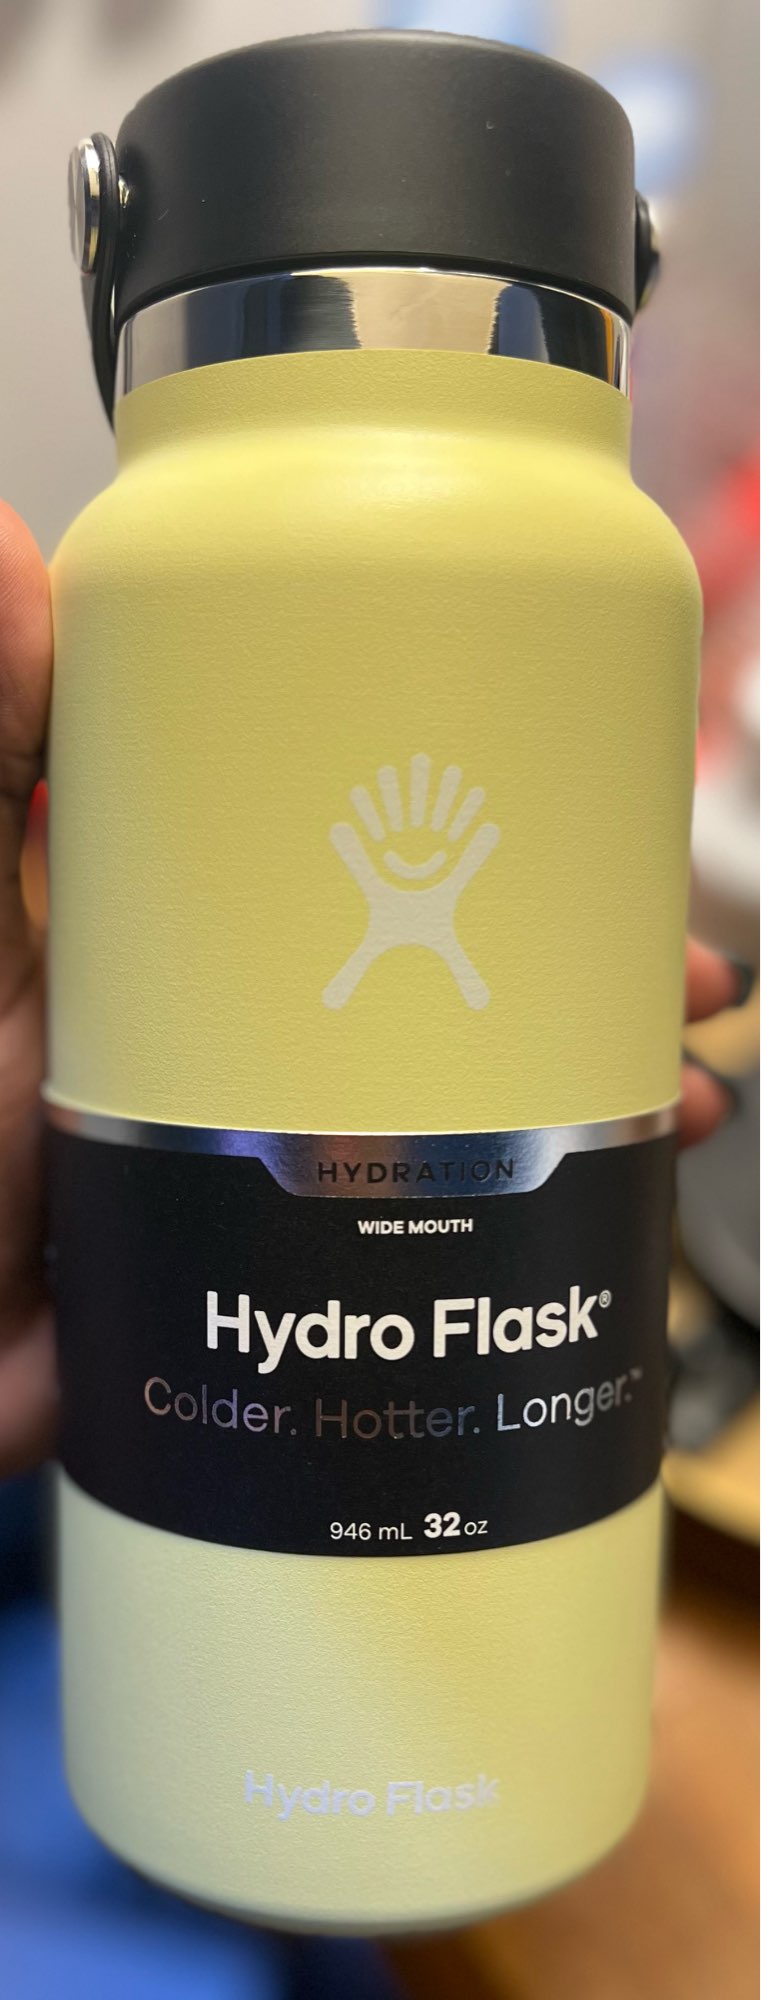 HYDRATION
WIDE MOUTH
Hydro Flask®
Colder. Hotter. Longer.™
946 mL 32 oz
Hydro Flask